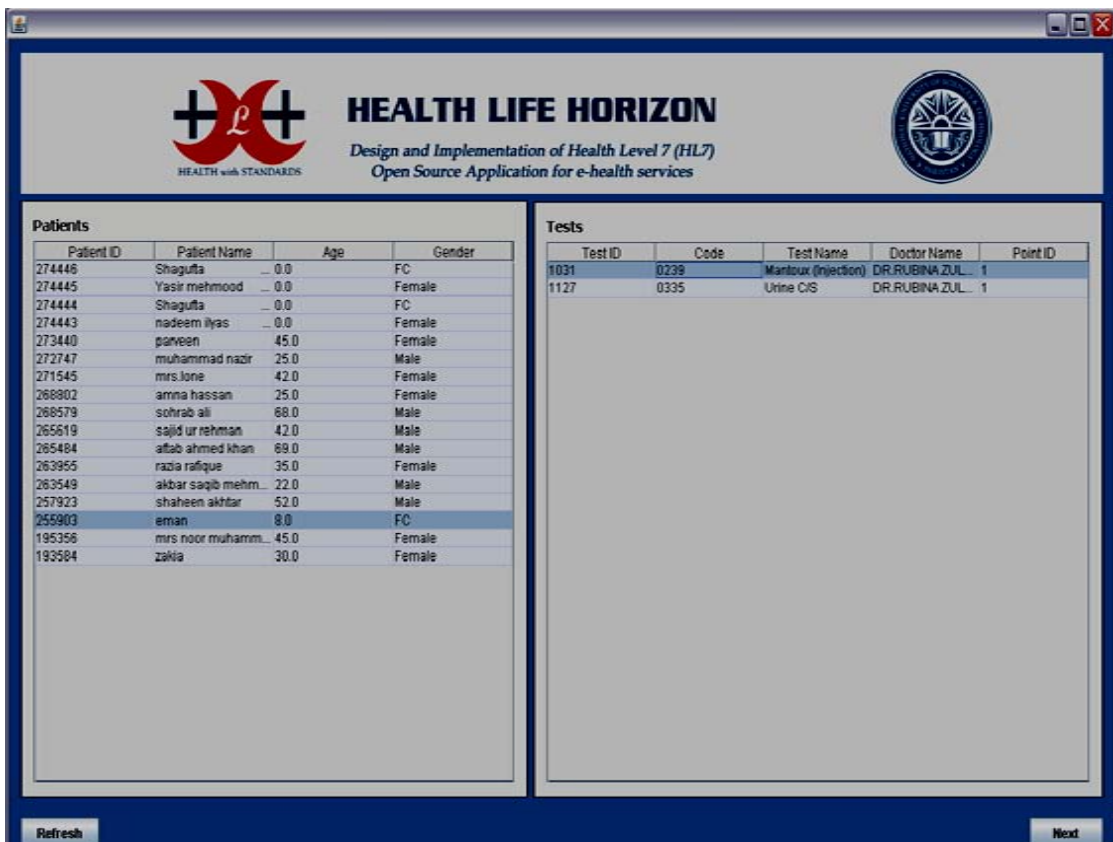 HEALTH LIFE HORIZON
Design and Implementation of Health Level 7 (HL7)
Open Source Application for e-health services
L
HEALTH with STANDARDS
Patients
Patient ID Patient Name Age Gender
274446 Shagufta ... 0.0 FC
274445 Yasir mehmood ... 0.0 Female
274444 Shagufta ... 0.0 FC
274443 nadeem ilyas ... 0.0 Female
273440 parveen 45.0 Female
272747 muhammad nazir 25.0 Male
271545 mrs.lone 42.0 Female
268802 amna hassan 25.0 Female
268579 sohrab ali 68.0 Male
265619 sajid ur rehman 42.0 Male
265484 aftab ahmed khan 69.0 Male
263955 razia rafique 35.0 Female
263549 akbar saqib mehm... 22.0 Male
257923 shaheen akhtar 52.0 Male
255903 eman 8.0 FC
195356 mrs noor muhamm... 45.0 Female
193584 zakia 30.0 Female
Tests
Test ID Code Test Name Doctor Name Point ID
1031 0239 Mantoux (Injection) DR.RUBINA ZUL... 1
1127 0335 Urine C/S DR.RUBINA ZUL... 1
Refresh
Next